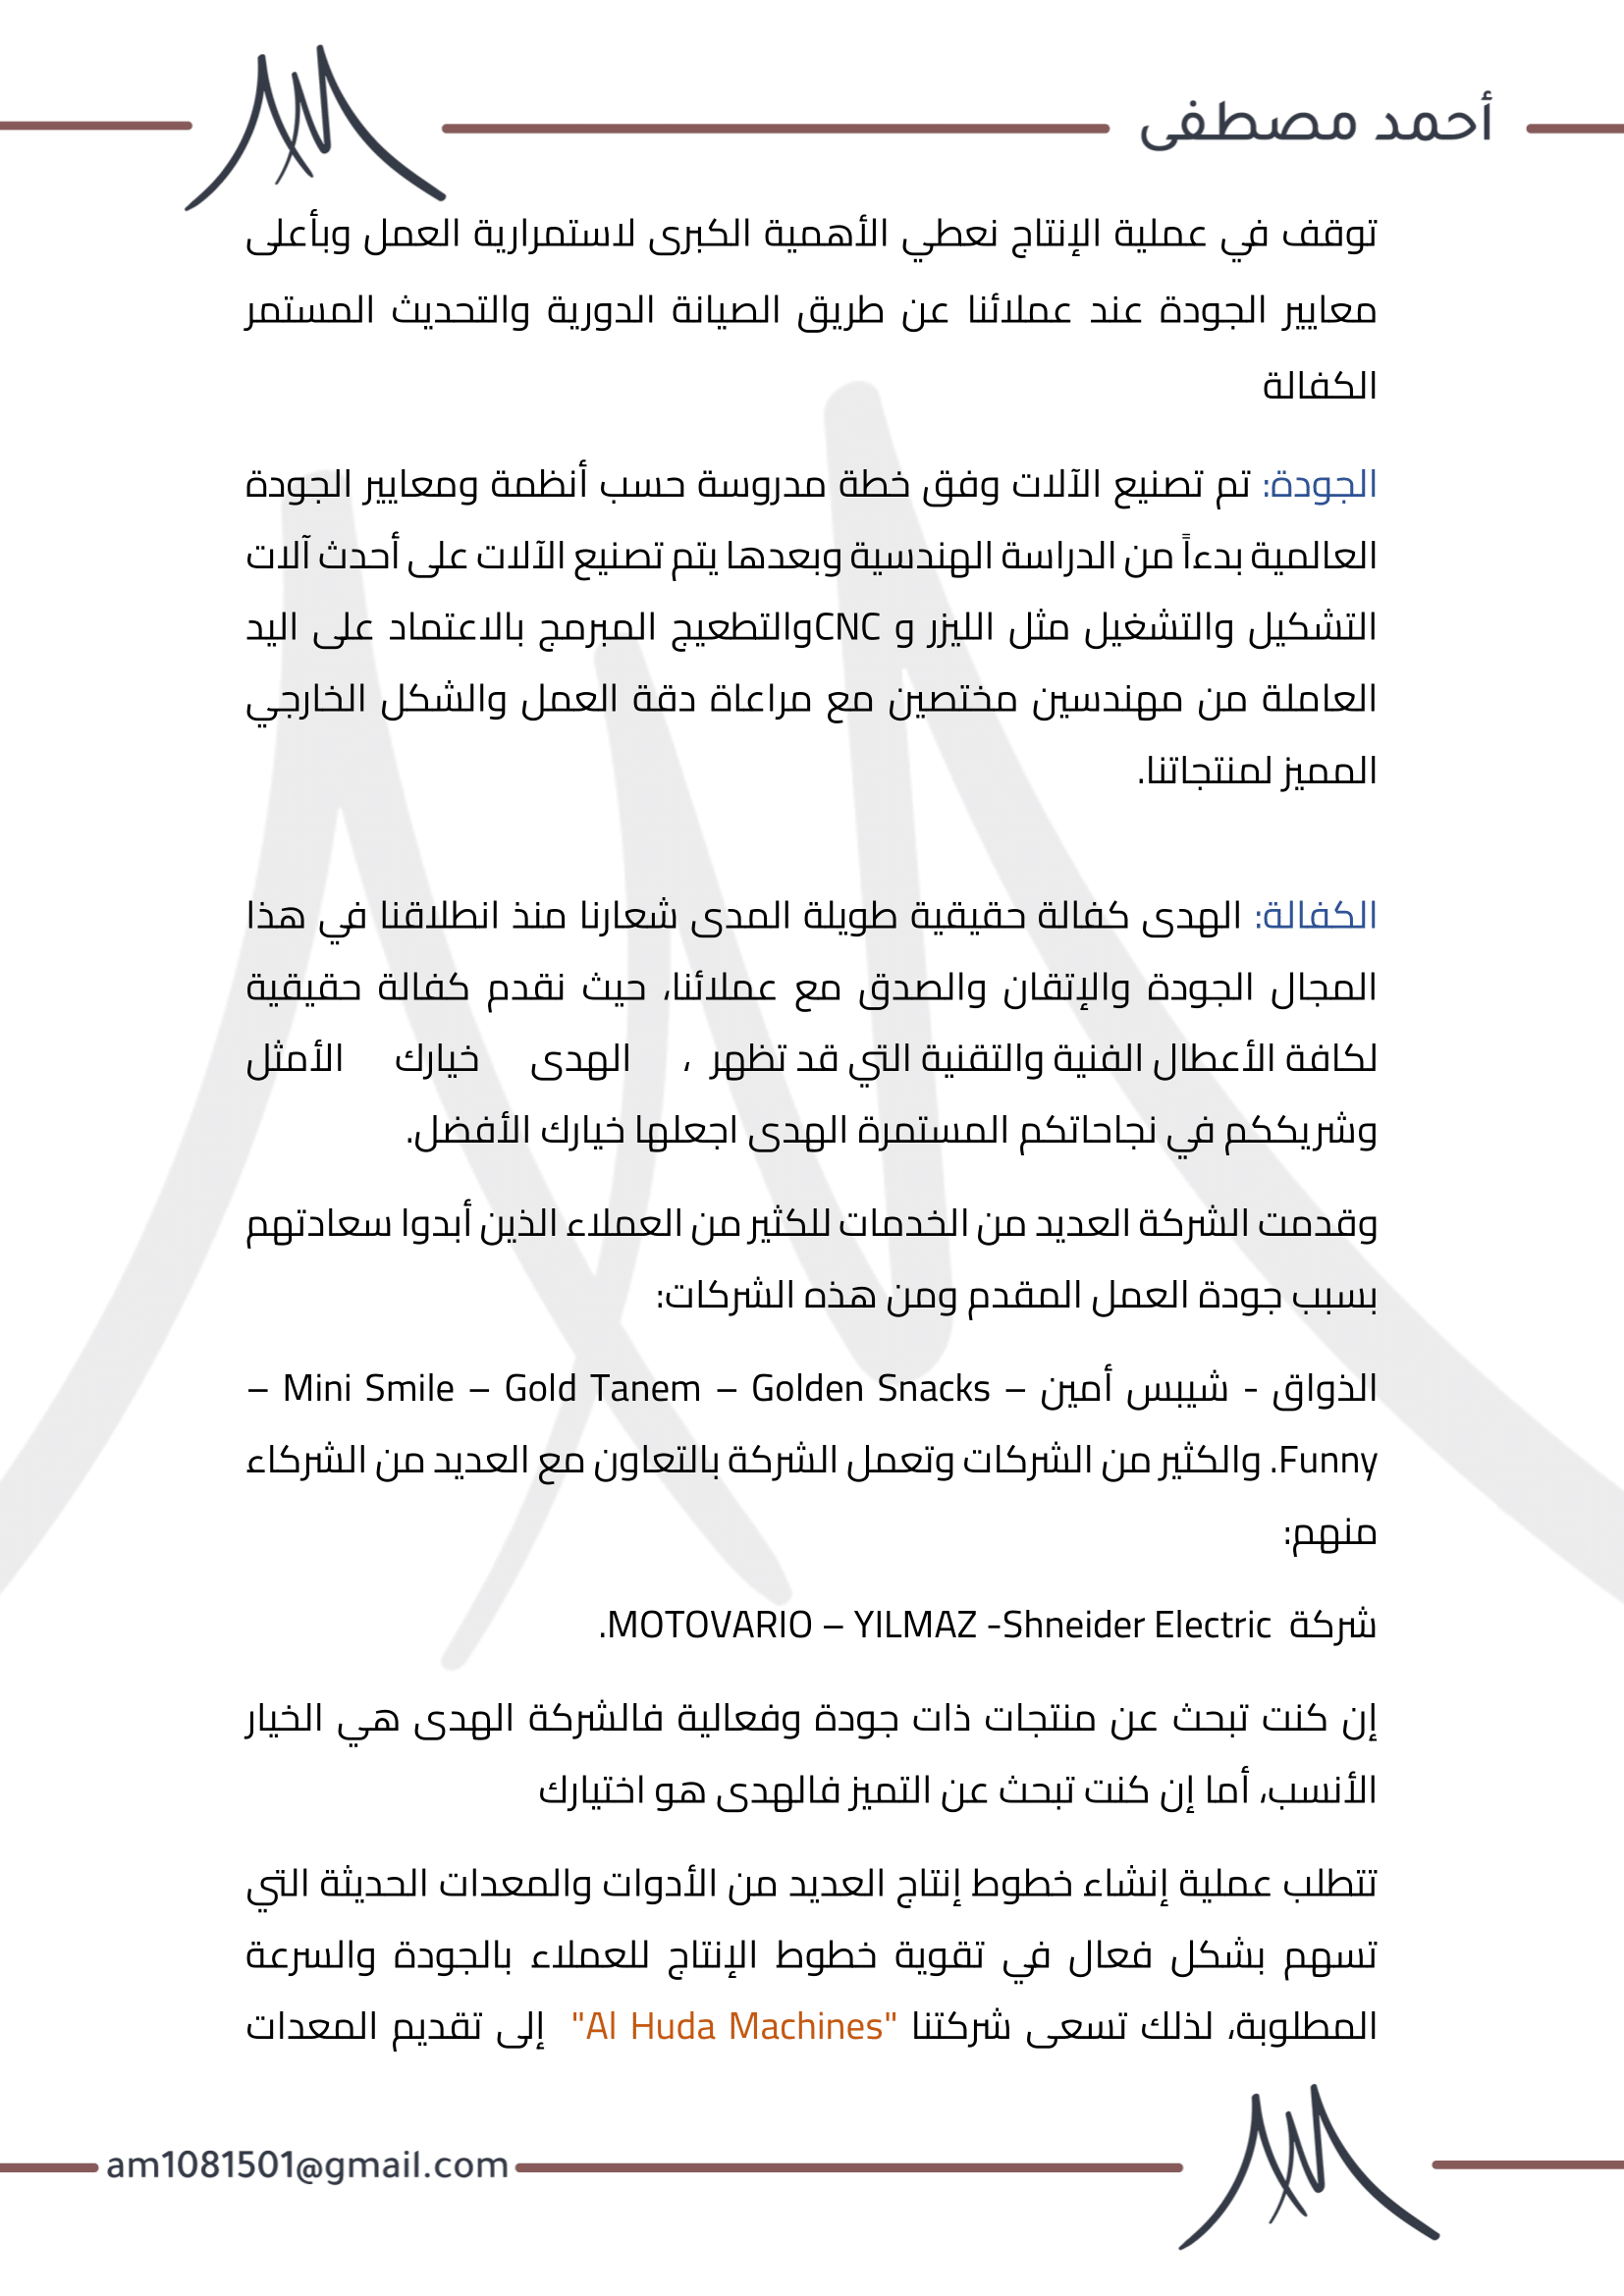 أحمد مصطفى
توقف في عملية الإنتاج نعطي الأهمية الكبرى لاستمرارية العمل وبأعلى
معايير الجودة عند عملائنا عن طريق الصيانة الدورية والتحديث المستمر
الكفالة
الجودة: تم تصنيع الآلات وفق خطة مدروسة حسب أنظمة ومعايير الجودة
العالمية بدءاً من الدراسة الهندسية وبعدها يتم تصنيع الآلات على أحدث آلات
التشكيل والتشغيل مثل الليزر و CNCوالتطعيج المبرمج بالاعتماد على اليد
العاملة من مهندسين مختصين مع مراعاة دقة العمل والشكل الخارجي
المميز لمنتجاتنا.
الكفالة: الهدى كفالة حقيقية طويلة المدى شعارنا منذ انطلاقنا في هذا
المجال الجودة والإتقان والصدق مع عملائنا، حيث نقدم كفالة حقيقية
لكافة الأعطال الفنية والتقنية التي قد تظهر ، الهدى خيارك الأمثل
وشريككم في نجاحاتكم المستمرة الهدى اجعلها خيارك الأفضل.
وقدمت الشركة العديد من الخدمات للكثير من العملاء الذين أبدوا سعادتهم
بسبب جودة العمل المقدم ومن هذه الشركات:
الذواق - شيبس أمين – Mini Smile – Gold Tanem – Golden Snacks –
Funny. والكثير من الشركات وتعمل الشركة بالتعاون مع العديد من الشركاء
منهم:
شركة MOTOVARIO – YILMAZ -Shneider Electric.
إن كنت تبحث عن منتجات ذات جودة وفعالية فالشركة الهدى هي الخيار
الأنسب، أما إن كنت تبحث عن التميز فالهدى هو اختيارك
تتطلب عملية إنشاء خطوط إنتاج العديد من الأدوات والمعدات الحديثة التي
تسهم بشكل فعال في تقوية خطوط الإنتاج للعملاء بالجودة والسرعة
المطلوبة، لذلك تسعى شركتنا "Al Huda Machines" إلى تقديم المعدات
am1081501@gmail.com